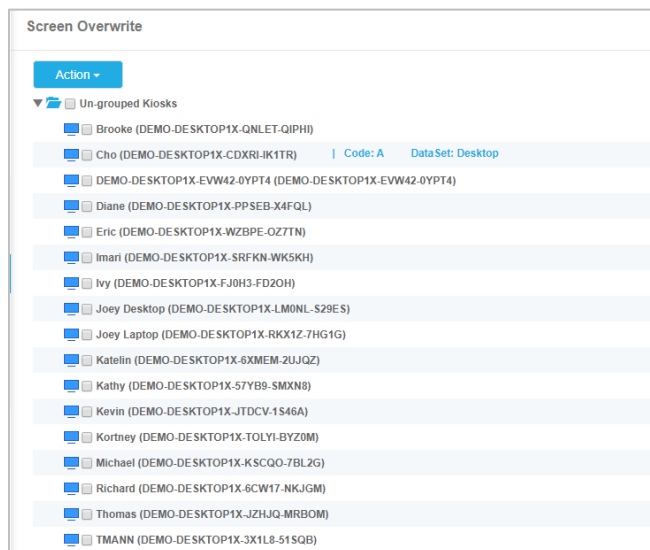 Screen Overwrite
Action
Un-grouped Kiosks
Brooke (DEMO-DESKTOP1X-QNLET-QIPHI)
Cho (DEMO-DESKTOP1X-CDXRI-IK1TR) | Code: A DataSet: Desktop
DEMO-DESKTOP1X-EVW42-0YPT4 (DEMO-DESKTOP1X-EVW42-0YPT4)
Diane (DEMO-DESKTOP1X-PPSEB-X4FQL)
Eric (DEMO-DESKTOP1X-WZBPE-OZ7TN)
Imari (DEMO-DESKTOP1X-SRFKN-WK5KH)
Ivy (DEMO-DESKTOP1X-FJ0H3-FD2OH)
Joey Desktop (DEMO-DESKTOP1X-LM0NL-S29ES)
Joey Laptop (DEMO-DESKTOP1X-RKX1Z-7HG1G)
Katelin (DEMO-DESKTOP1X-6XMEM-2UJQZ)
Kathy (DEMO-DESKTOP1X-57YB9-SMXN8)
Kevin (DEMO-DESKTOP1X-JTDCV-1S46A)
Kortney (DEMO-DESKTOP1X-TOLYI-BYZ0M)
Michael (DEMO-DESKTOP1X-KSCQO-7BL2G)
Richard (DEMO-DESKTOP1X-6CW17-NKJGM)
Thomas (DEMO-DESKTOP1X-JZHJQ-MRBOM)
TMANN (DEMO-DESKTOP1X-3X1L8-51SQB)